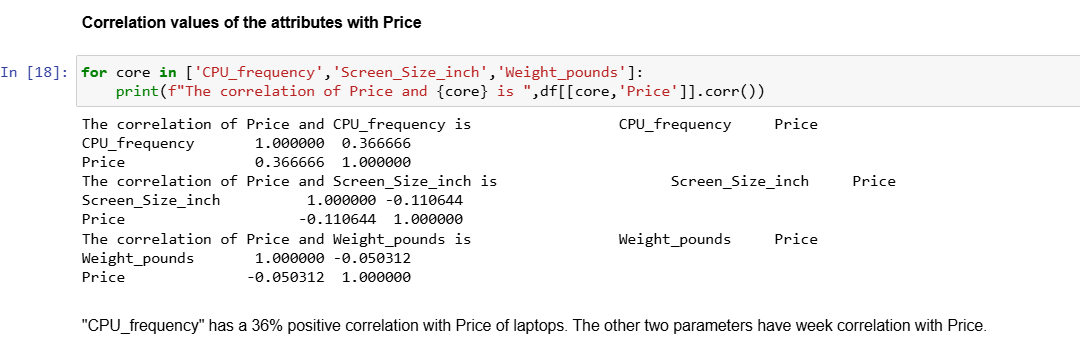 Correlation values of the attributes with Price
In [18]: for core in ['CPU_frequency','Screen_Size_inch','Weight_pounds']:
    print(f"The correlation of Price and {core} is ",df[[core,'Price']].corr())
The correlation of Price and CPU_frequency is                 CPU_frequency     Price
CPU_frequency       1.000000  0.366666
Price               0.366666  1.000000
The correlation of Price and Screen_Size_inch is                    Screen_Size_inch     Price
Screen_Size_inch          1.000000 -0.110644
Price                    -0.110644  1.000000
The correlation of Price and Weight_pounds is                 Weight_pounds     Price
Weight_pounds       1.000000 -0.050312
Price              -0.050312  1.000000
"CPU_frequency" has a 36% positive correlation with Price of laptops. The other two parameters have week correlation with Price.